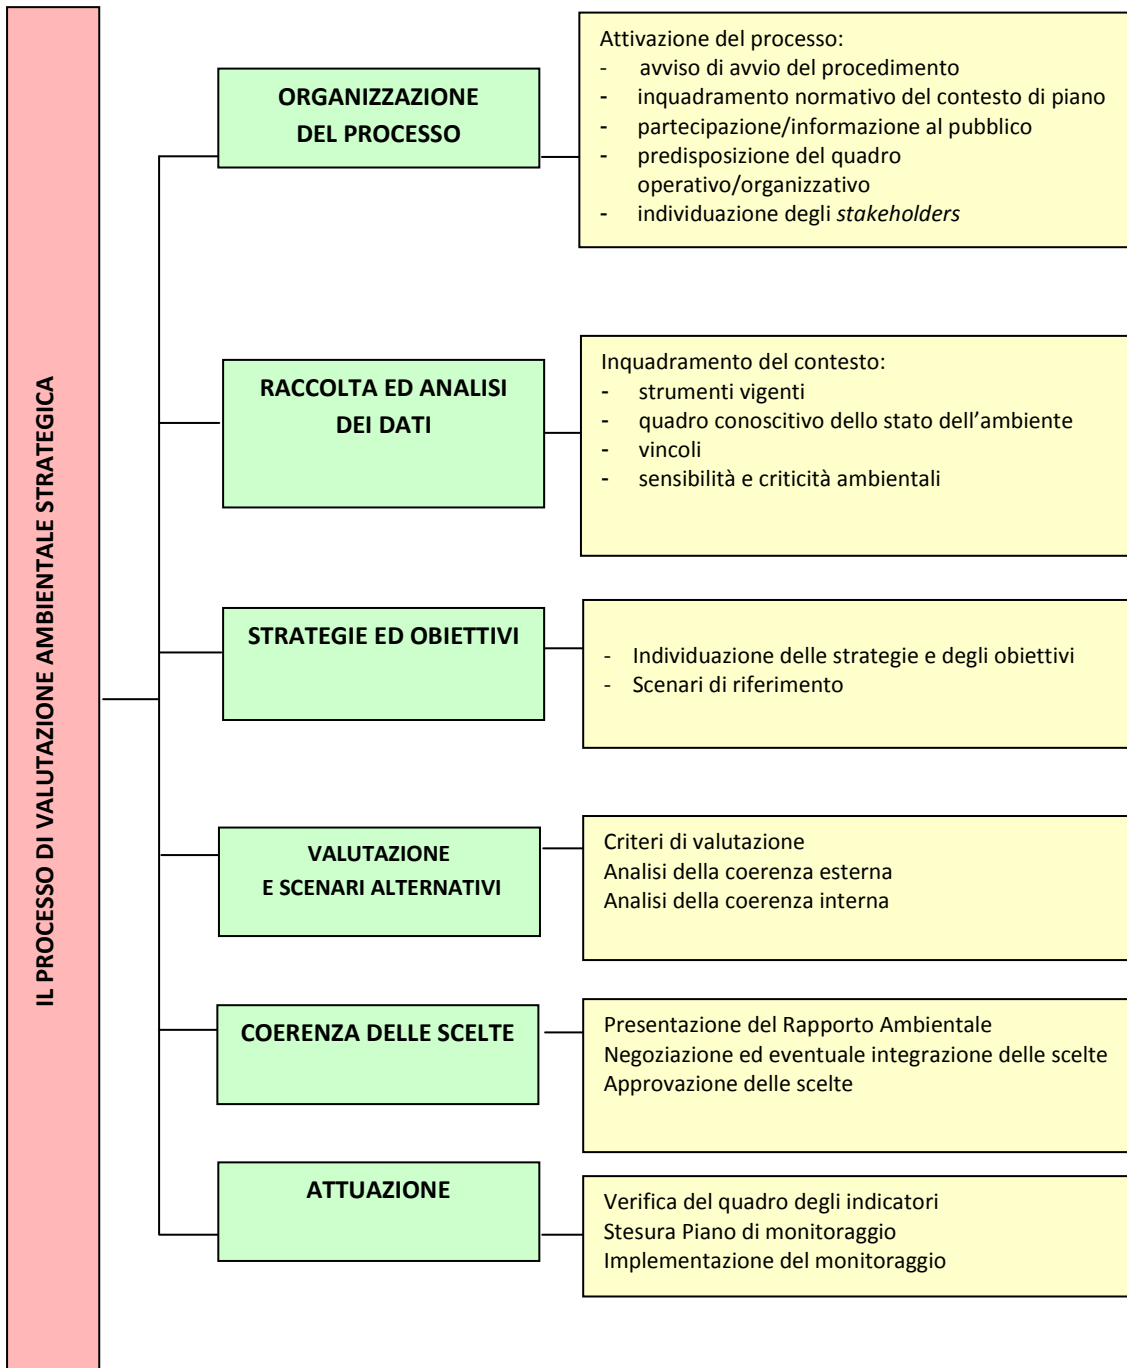 IL PROCESSO DI VALUTAZIONE AMBIENTALE STRATEGICA
ORGANIZZAZIONE
DEL PROCESSO
Attivazione del processo:
- avviso di avvio del procedimento
- inquadramento normativo del contesto di piano
- partecipazione/informazione al pubblico
- predisposizione del quadro
operativo/organizzativo
- individuazione degli stakeholders
RACCOLTA ED ANALISI
DEI DATI
Inquadramento del contesto:
- strumenti vigenti
- quadro conoscitivo dello stato dell’ambiente
- vincoli
- sensibilità e criticità ambientali
STRATEGIE ED OBIETTIVI
- Individuazione delle strategie e degli obiettivi
- Scenari di riferimento
VALUTAZIONE
E SCENARI ALTERNATIVI
Criteri di valutazione
Analisi della coerenza esterna
Analisi della coerenza interna
COERENZA DELLE SCELTE
Presentazione del Rapporto Ambientale
Negoziazione ed eventuale integrazione delle scelte
Approvazione delle scelte
ATTUAZIONE
Verifica del quadro degli indicatori
Stesura Piano di monitoraggio
Implementazione del monitoraggio